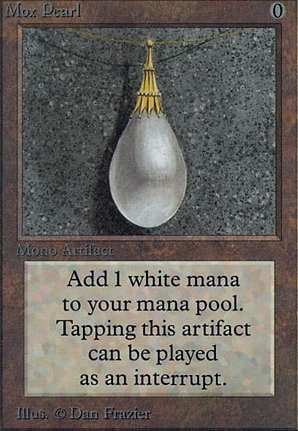 Mox Pearl 0
Mono Artifact
Add 1 white mana
to your mana pool.
Tapping this artifact
can be played
as an interrupt.
Illus. © Dan Frazier